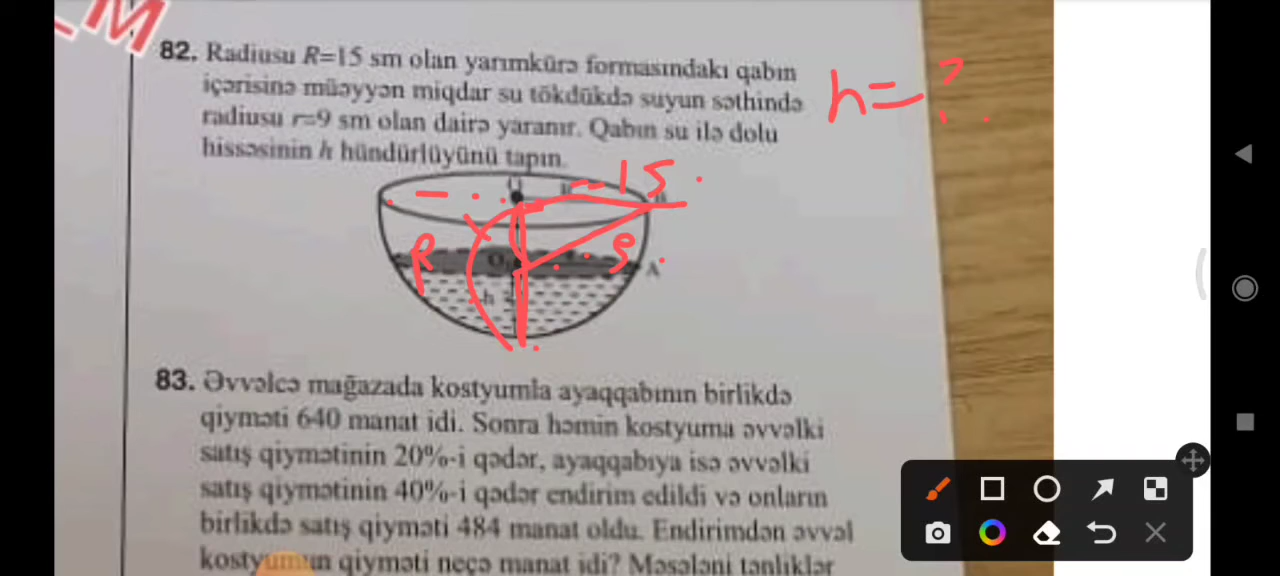 LM
82. Radiusu R=15 sm olan yarımkürə formasındakı qabın
içərisinə müəyyən miqdar su tökdükdə suyun səthində
radiusu r=9 sm olan dairə yaranır. Qabın su ilə dolu
hissəsinin h hündürlüyünü tapın.
h=?
15
R
9
A
h
83. Əvvəlcə mağazada kostyumla ayaqqabının birlikdə
qiyməti 640 manat idi. Sonra həmin kostyuma əvvəlki
satış qiymətinin 20%-i qədər, ayaqqabıya isə əvvəlki
satış qiymətinin 40%-i qədər endirim edildi və onların
birlikdə satış qiyməti 484 manat oldu. Endirimdən əvvəl
kostyumun qiyməti neçə manat idi? Məsələni tənliklər